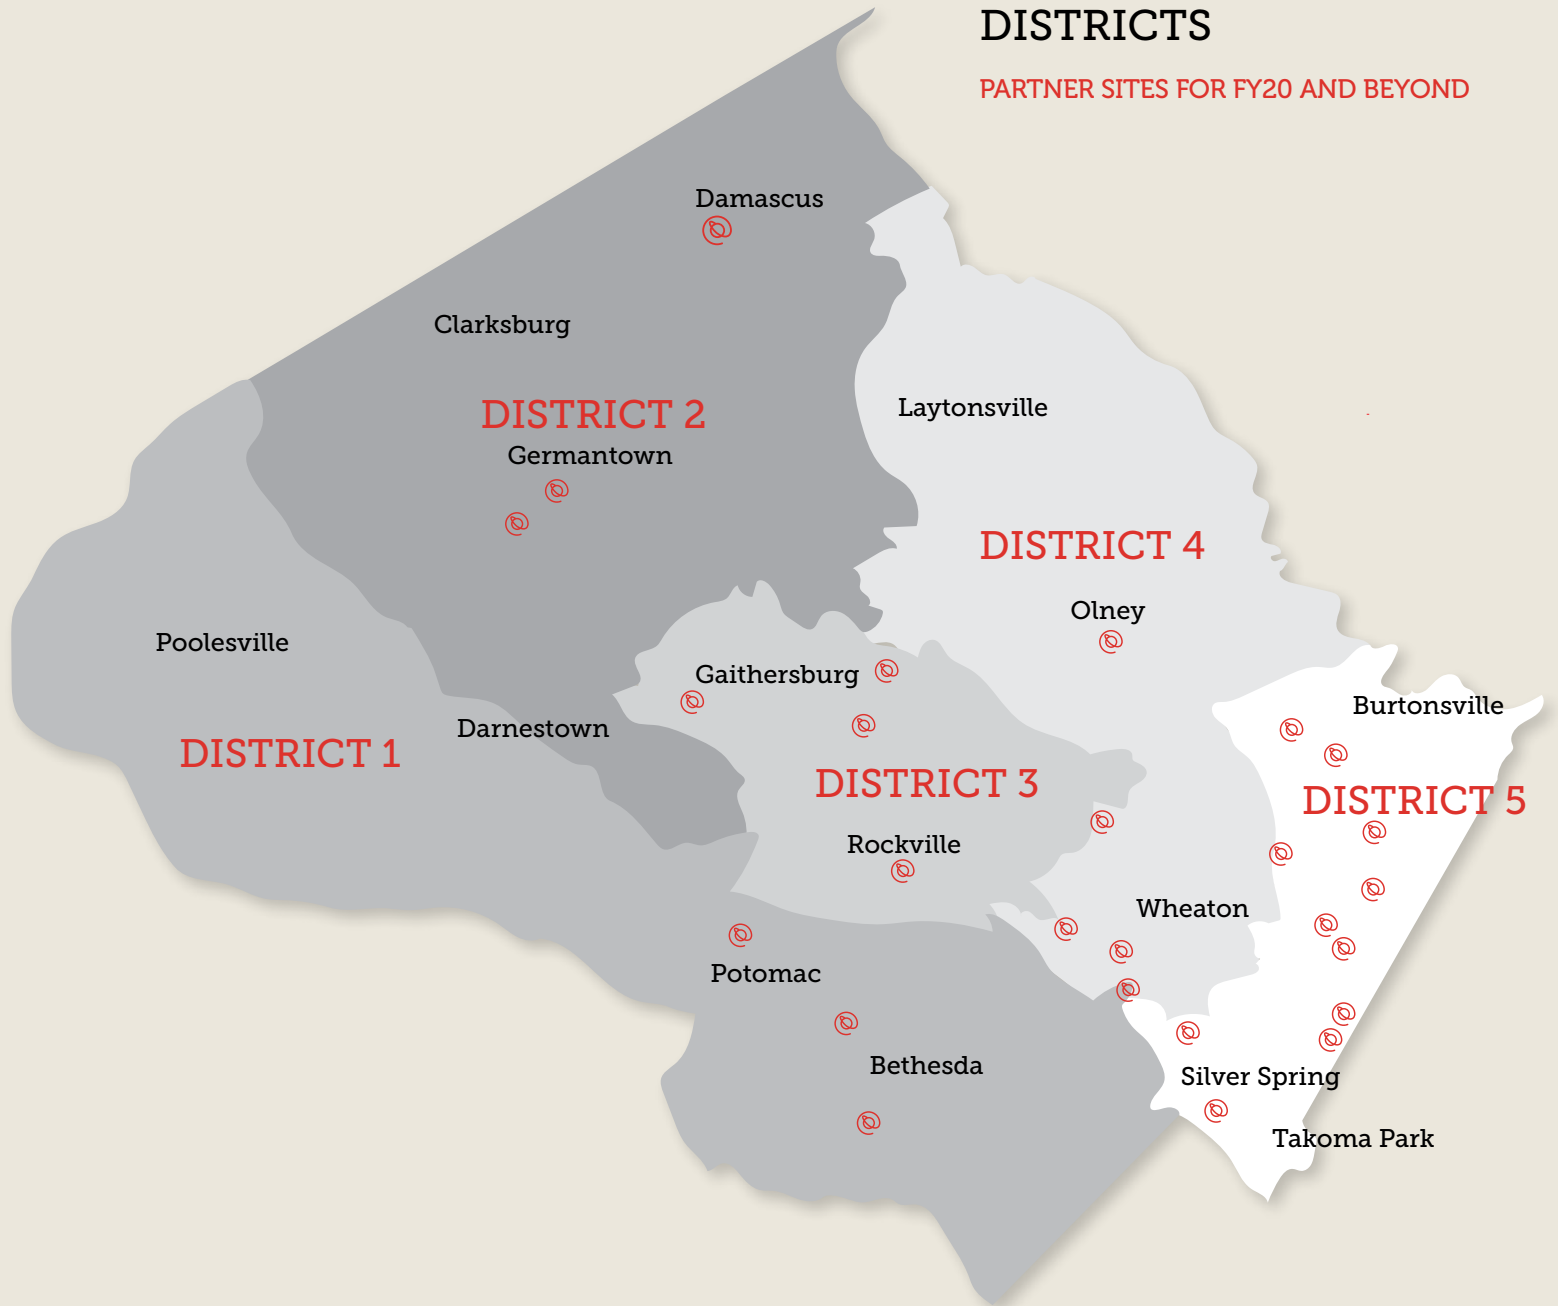 DISTRICTS
PARTNER SITES FOR FY20 AND BEYOND
Damascus
Clarksburg
DISTRICT 2
Laytonsville
Germantown
DISTRICT 4
Olney
Poolesville
Gaithersburg
Burtonsville
Darnestown
DISTRICT 1
DISTRICT 3
DISTRICT 5
Rockville
Wheaton
Potomac
Bethesda
Silver Spring
Takoma Park